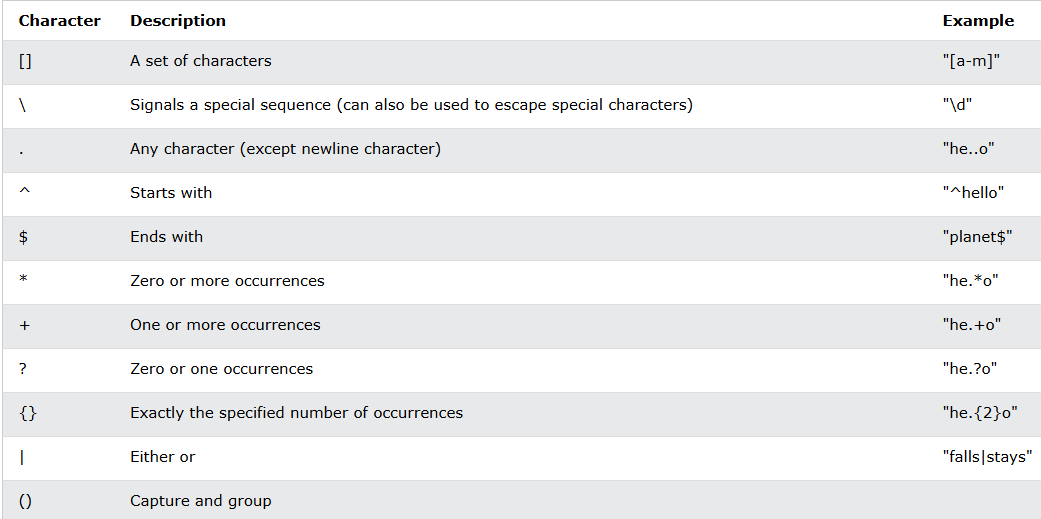 Character Description Example
[] A set of characters "[a-m]"
\ Signals a special sequence (can also be used to escape special characters) "\d"
. Any character (except newline character) "he..o"
^ Starts with "^hello"
$ Ends with "planet$"
* Zero or more occurrences "he.*o"
+ One or more occurrences "he.+o"
? Zero or one occurrences "he.?o"
{} Exactly the specified number of occurrences "he.{2}o"
| Either or "falls|stays"
() Capture and group